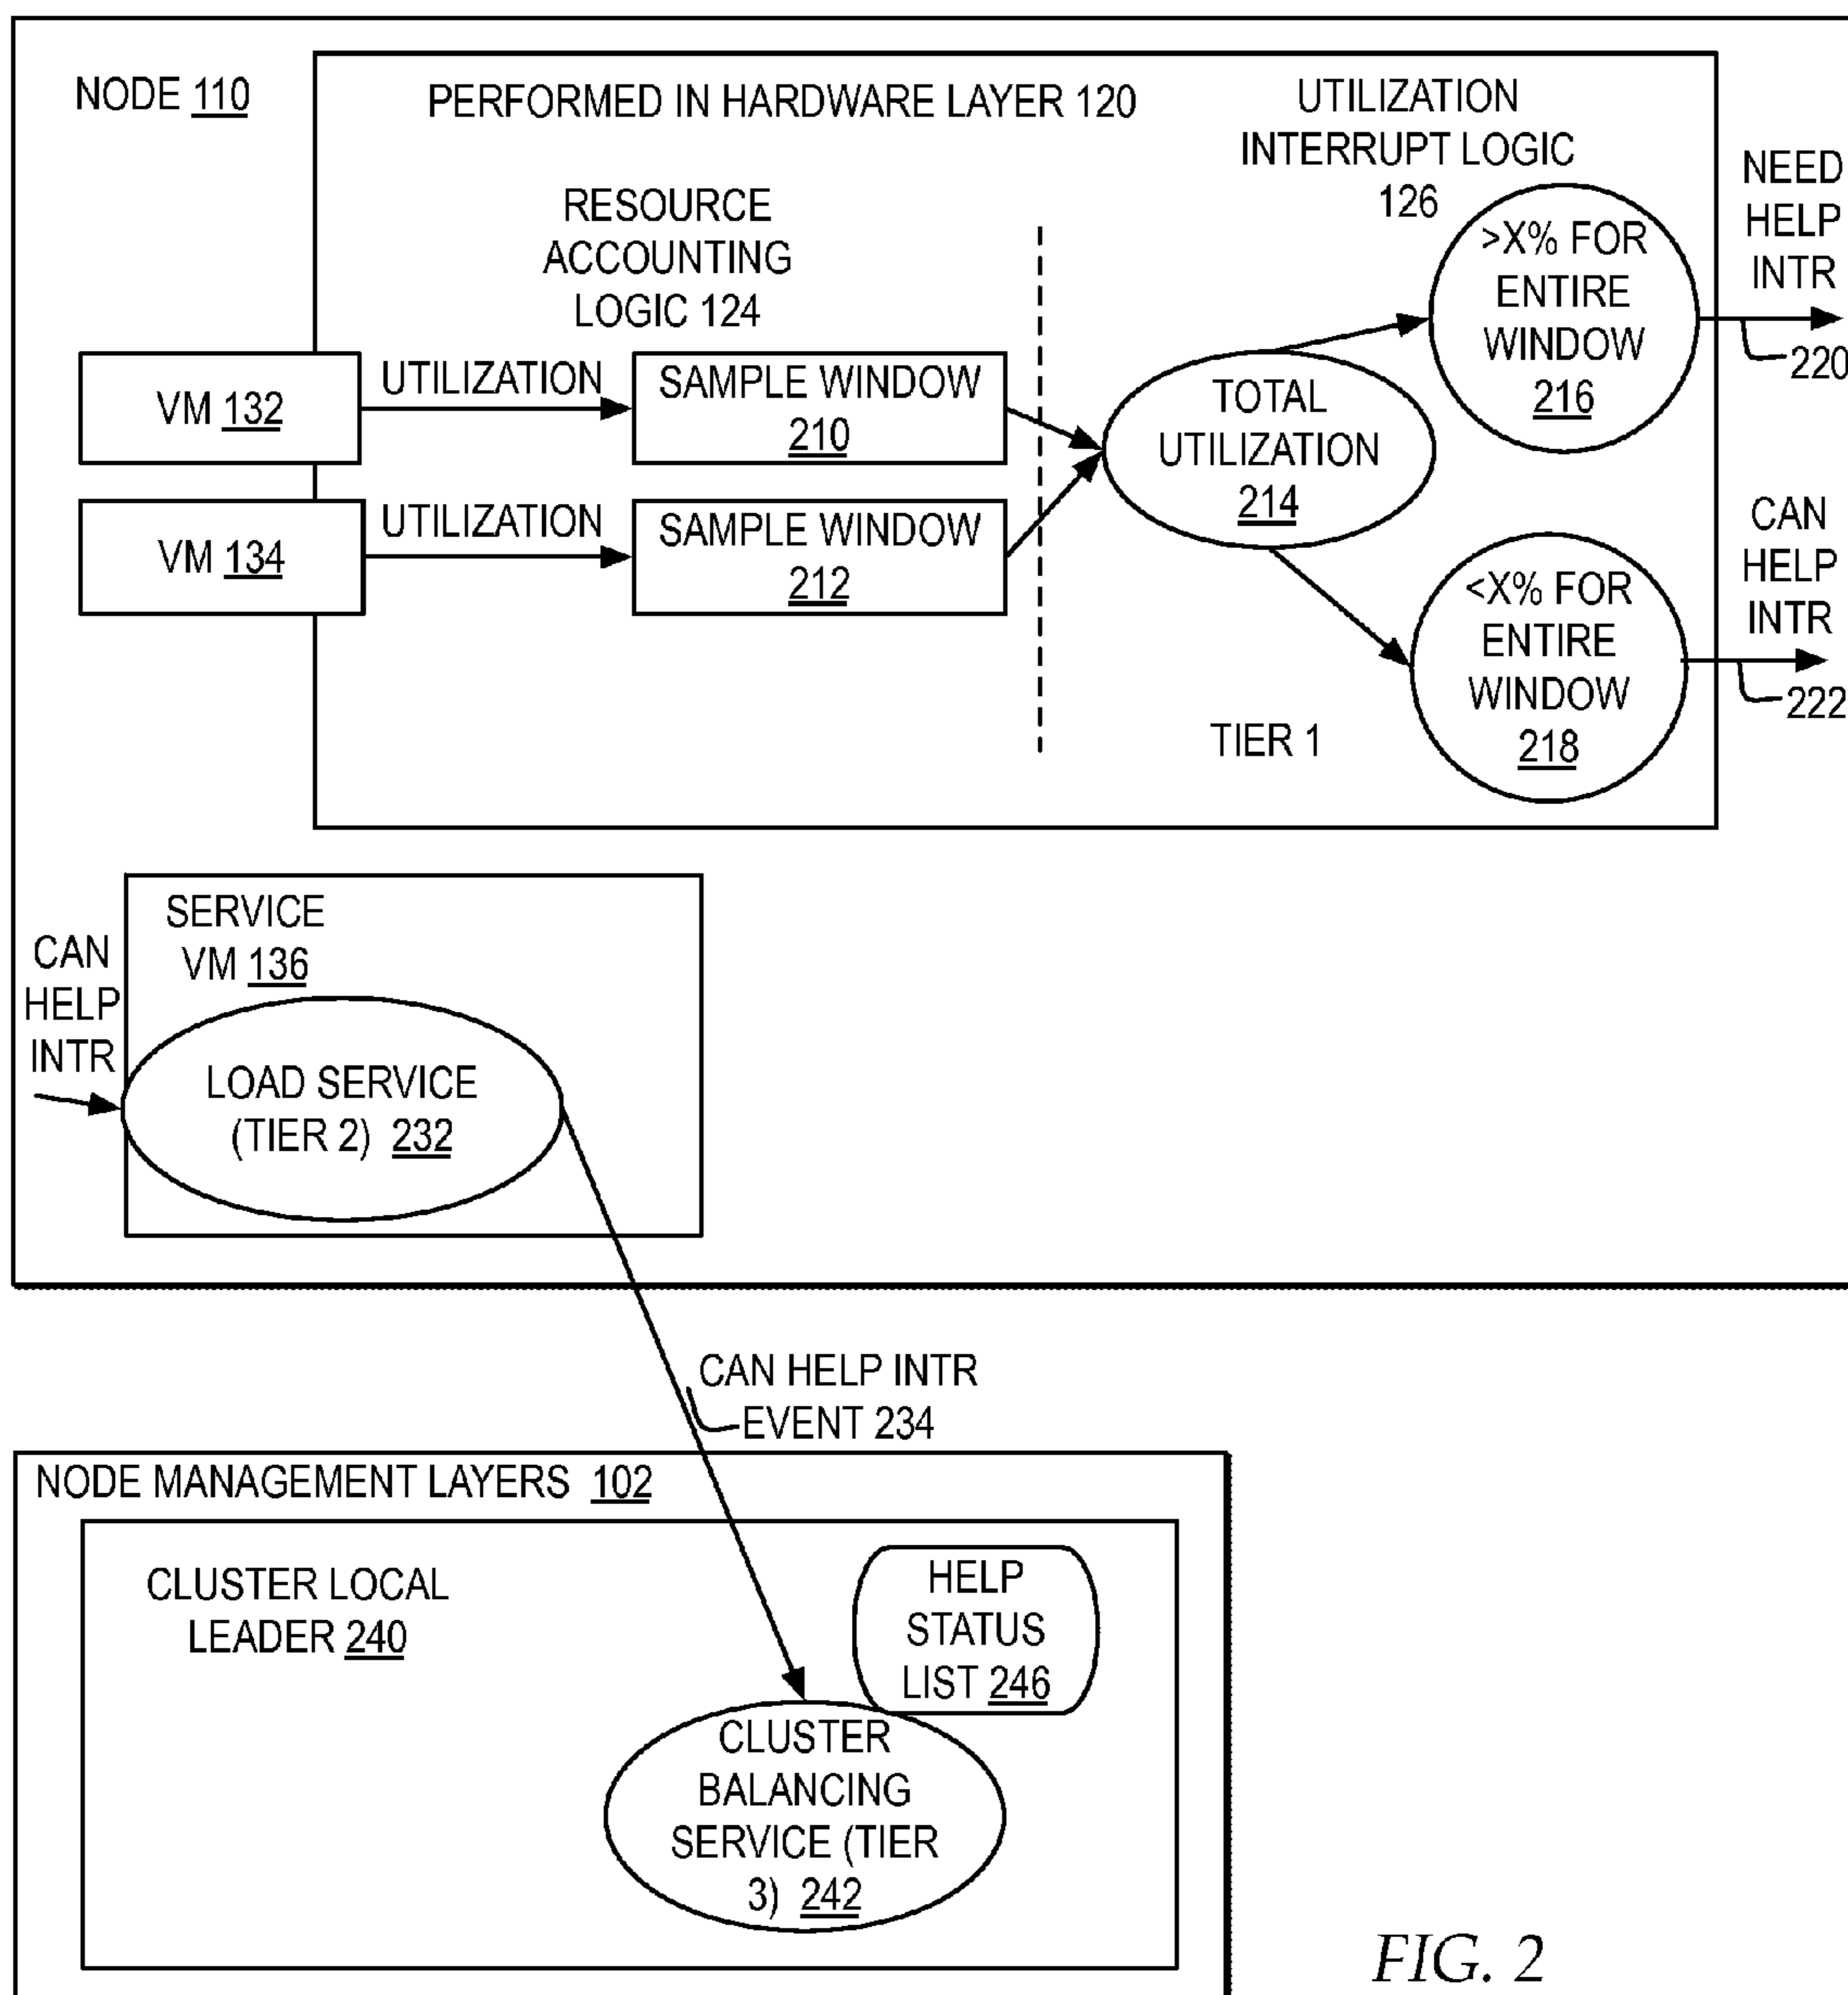 NODE 110
PERFORMED IN HARDWARE LAYER 120
UTILIZATION
INTERRUPT LOGIC
126
RESOURCE
ACCOUNTING
LOGIC 124
NEED
HELP
INTR
220
>X% FOR
ENTIRE
WINDOW
216
VM 132
UTILIZATION
SAMPLE WINDOW
210
TOTAL
UTILIZATION
214
VM 134
UTILIZATION
SAMPLE WINDOW
212
CAN
HELP
INTR
222
<X% FOR
ENTIRE
WINDOW
218
TIER 1
SERVICE
VM 136
CAN
HELP
INTR
LOAD SERVICE
(TIER 2) 232
CAN HELP INTR
EVENT 234
NODE MANAGEMENT LAYERS 102
CLUSTER LOCAL
LEADER 240
HELP
STATUS
LIST 246
CLUSTER
BALANCING
SERVICE (TIER
3) 242
FIG. 2